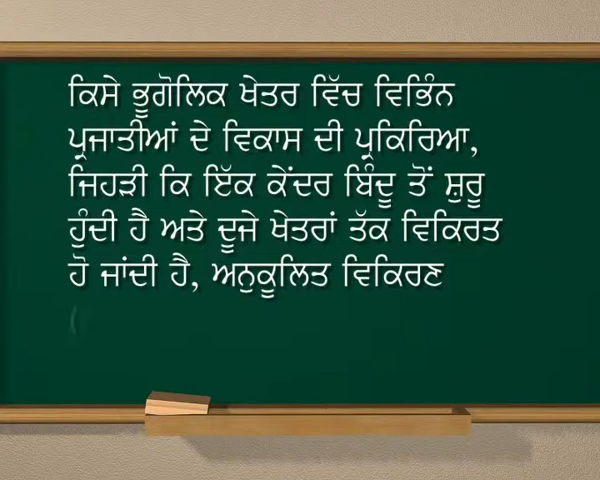 ਕਿਸੇ ਭੂਗੋਲਿਕ ਖੇਤਰ ਵਿੱਚ ਵਿਭਿੰਨ
ਪ੍ਰਜਾਤੀਆਂ ਦੇ ਵਿਕਾਸ ਦੀ ਪ੍ਰਕਿਰਿਆ,
ਜਿਹੜੀ ਕਿ ਇੱਕ ਕੇਂਦਰ ਬਿੰਦੂ ਤੋਂ ਸ਼ੁਰੂ
ਹੁੰਦੀ ਹੈ ਅਤੇ ਦੂਜੇ ਖੇਤਰਾਂ ਤੱਕ ਵਿਕਿਰਤ
ਹੋ ਜਾਂਦੀ ਹੈ, ਅਨੁਕੂਲਿਤ ਵਿਕਿਰਣ
(